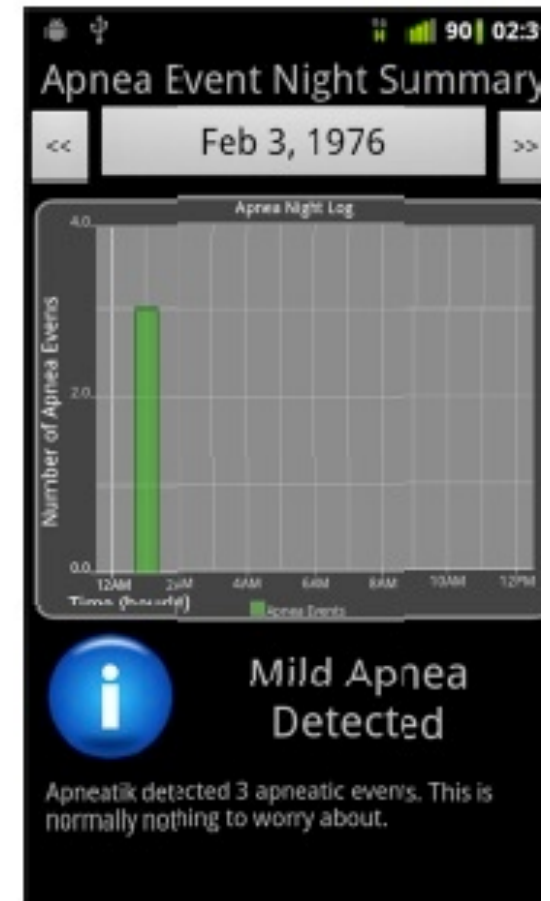 H 90 02:3
Apnea Event Night Summary
<< Feb 3, 1976 >>
Apnea Night Log
4.0
Number of Apnea Events
2.0
0.0
12AM 2AM 4AM 6AM 8AM 10AM 12PM
Time (hour#)
Apnea Events
i
Mild Apnea
Detected
Apneatik detected 3 apneatic events. This is
normally nothing to worry about.